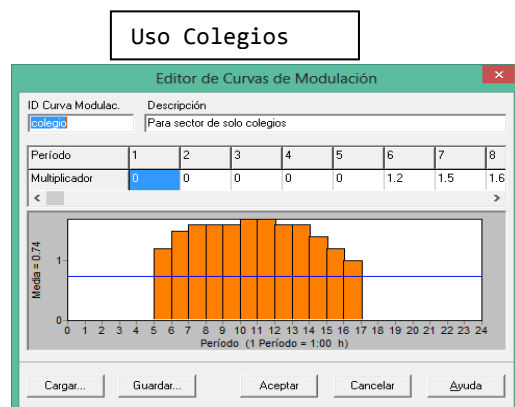 Uso Colegios
Editor de Curvas de Modulación
ID Curva Modulac. Descripción
colegio Para sector de solo colegios
Período 1 2 3 4 5 6 7 8
Multiplicador 0 0 0 0 0 1.2 1.5 1.6
Media = 0.74
1
0
0 1 2 3 4 5 6 7 8 9 10 11 12 13 14 15 16 17 18 19 20 21 22 23 24
Período (1 Período = 1:00 h)
Cargar... Guardar... Aceptar Cancelar Ayuda